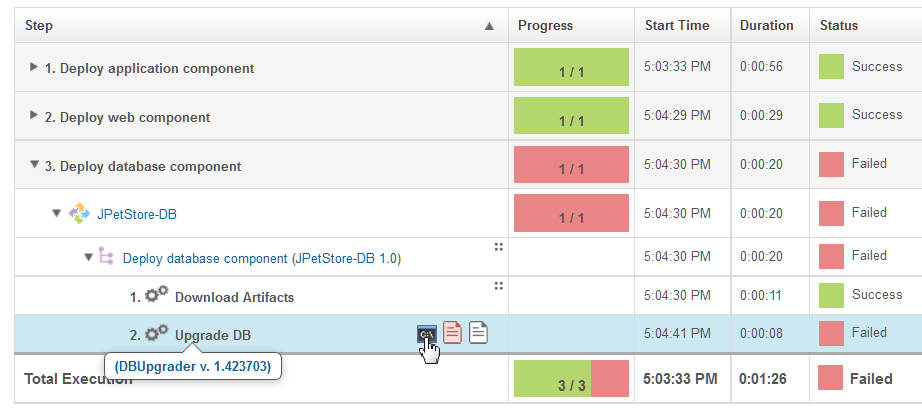 Step Progress Start Time Duration Status
1. Deploy application component 1 / 1 5:03:33 PM 0:00:56 Success
2. Deploy web component 1 / 1 5:04:29 PM 0:00:29 Success
3. Deploy database component 1 / 1 5:04:30 PM 0:00:20 Failed
JPetStore-DB 1 / 1 5:04:30 PM 0:00:20 Failed
Deploy database component (JPetStore-DB 1.0) 5:04:30 PM 0:00:20 Failed
1. Download Artifacts 5:04:30 PM 0:00:11 Success
2. Upgrade DB 5:04:41 PM 0:00:08 Failed
(DBUpgrader v. 1.423703)
Total Execution 3 / 3 5:03:33 PM 0:01:26 Failed